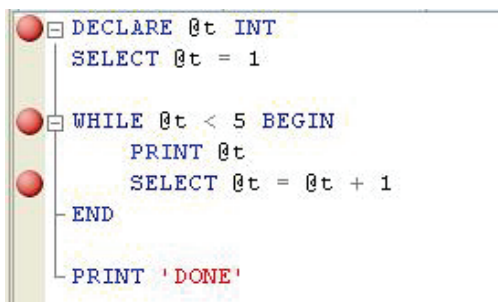 DECLARE @t INT
SELECT @t = 1
WHILE @t < 5 BEGIN
PRINT @t
SELECT @t = @t + 1
END
PRINT 'DONE'